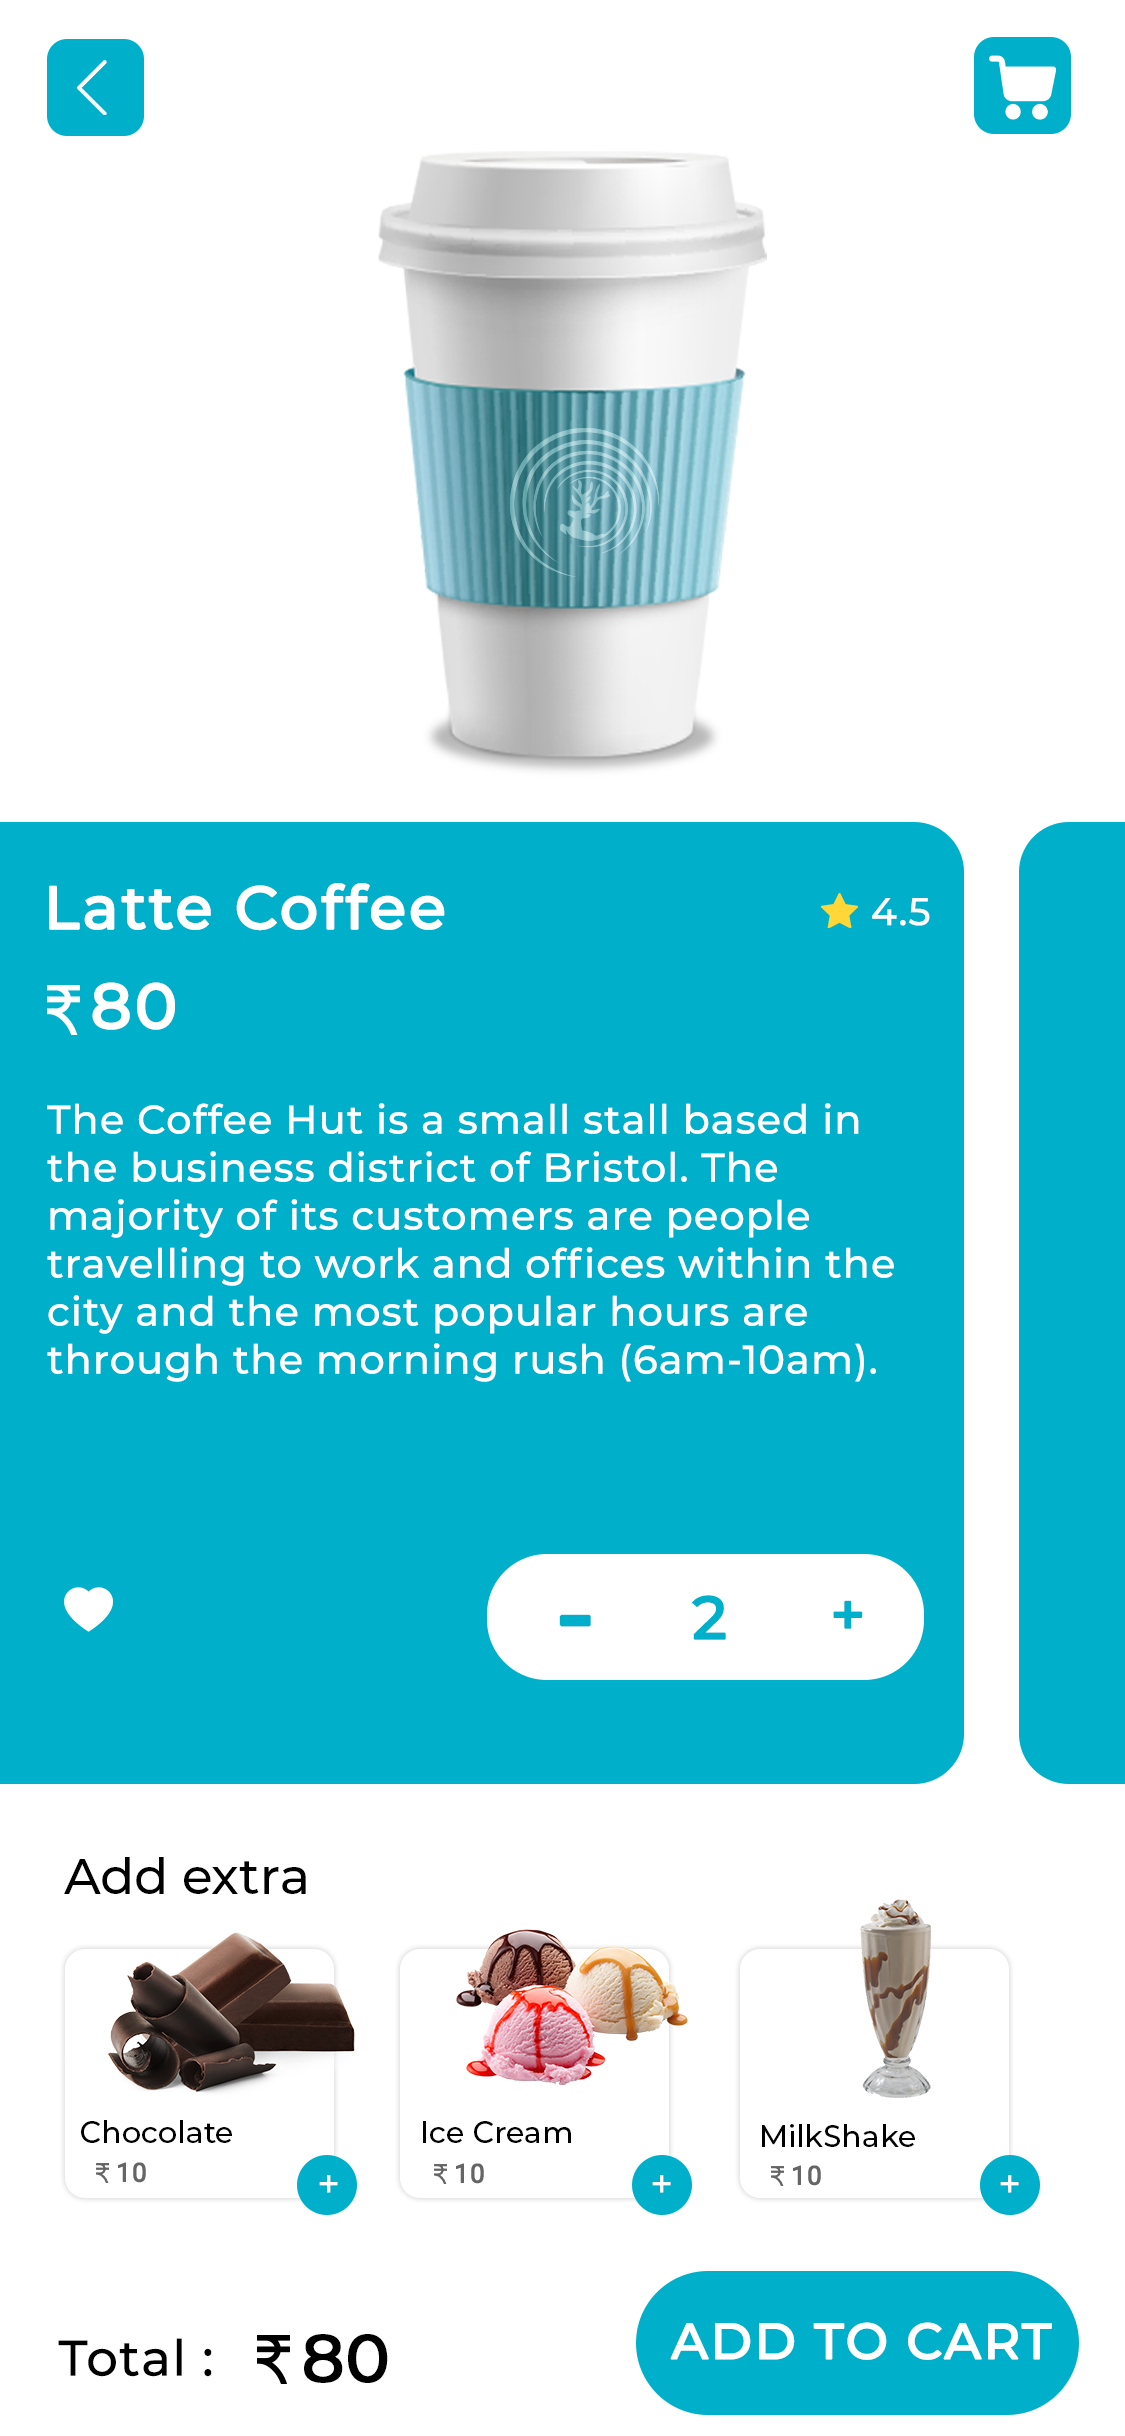 Latte Coffee
4.5
₹80
The Coffee Hut is a small stall based in
the business district of Bristol. The
majority of its customers are people
travelling to work and offices within the
city and the most popular hours are
through the morning rush (6am-10am).
- 2 +
Add extra
Chocolate
₹ 10
+
Ice Cream
₹ 10
+
MilkShake
₹ 10
+
Total : ₹80
ADD TO CART